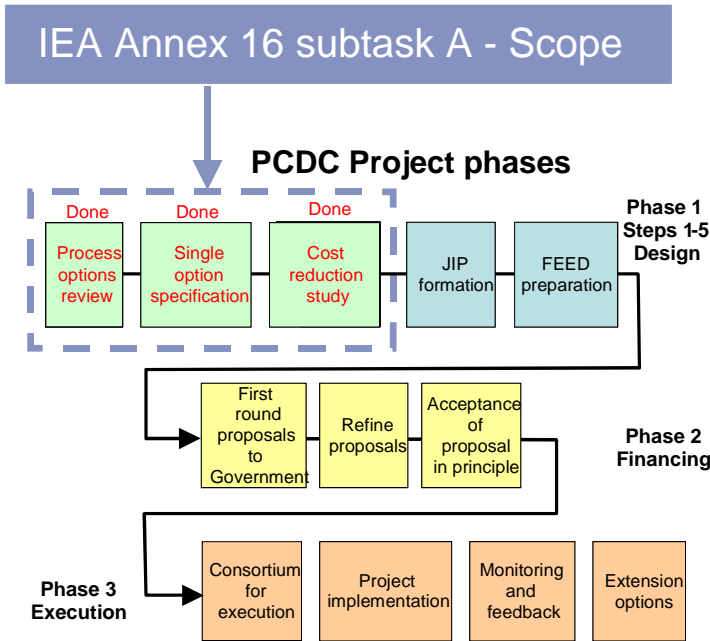 IEA Annex 16 subtask A - Scope
PCDC Project phases
Done
Done
Done
Process
options
review
Single
option
specification
Cost
reduction
study
JIP
formation
FEED
preparation
Phase 1
Steps 1-5
Design
First
round
proposals
to
Government
Refine
proposals
Acceptance
of
proposal
in principle
Phase 2
Financing
Phase 3
Execution
Consortium
for
execution
Project
implementation
Monitoring
and
feedback
Extension
options